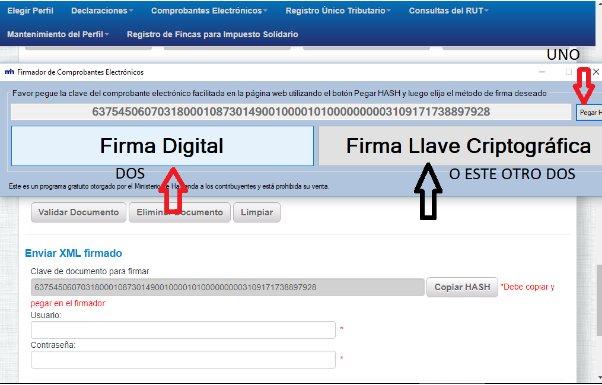 Elegir Perfil Declaraciones Comprobantes Electrónicos Registro Único Tributario Consultas del RUT
Mantenimiento del Perfil Registro de Fincas para Impuesto Solidario
UNO
Firmador de Comprobantes Electrónicos
Favor pegue la clave del comprobante electrónico facilitada en la página web utilizando el botón Pegar HASH y luego elija el método de firma deseado
63754506070318000108730149001000010100000000003109171738897928
Pegar H
Firma Digital
Firma Llave Criptográfica
DOS
O ESTE OTRO DOS
Este es un programa gratuto otorgado por el Ministerio de Hacienda a los contribuyentes y está prohibida su venta.
Validar Documento Eliminar Documento Limpiar
Enviar XML firmado
Clave de documento para firmar
63754506070318000108730149001000010100000000003109171738897928 Copiar HASH *Debe copiar y
pegar en el firmador
Usuario:
*
Contraseña:
*